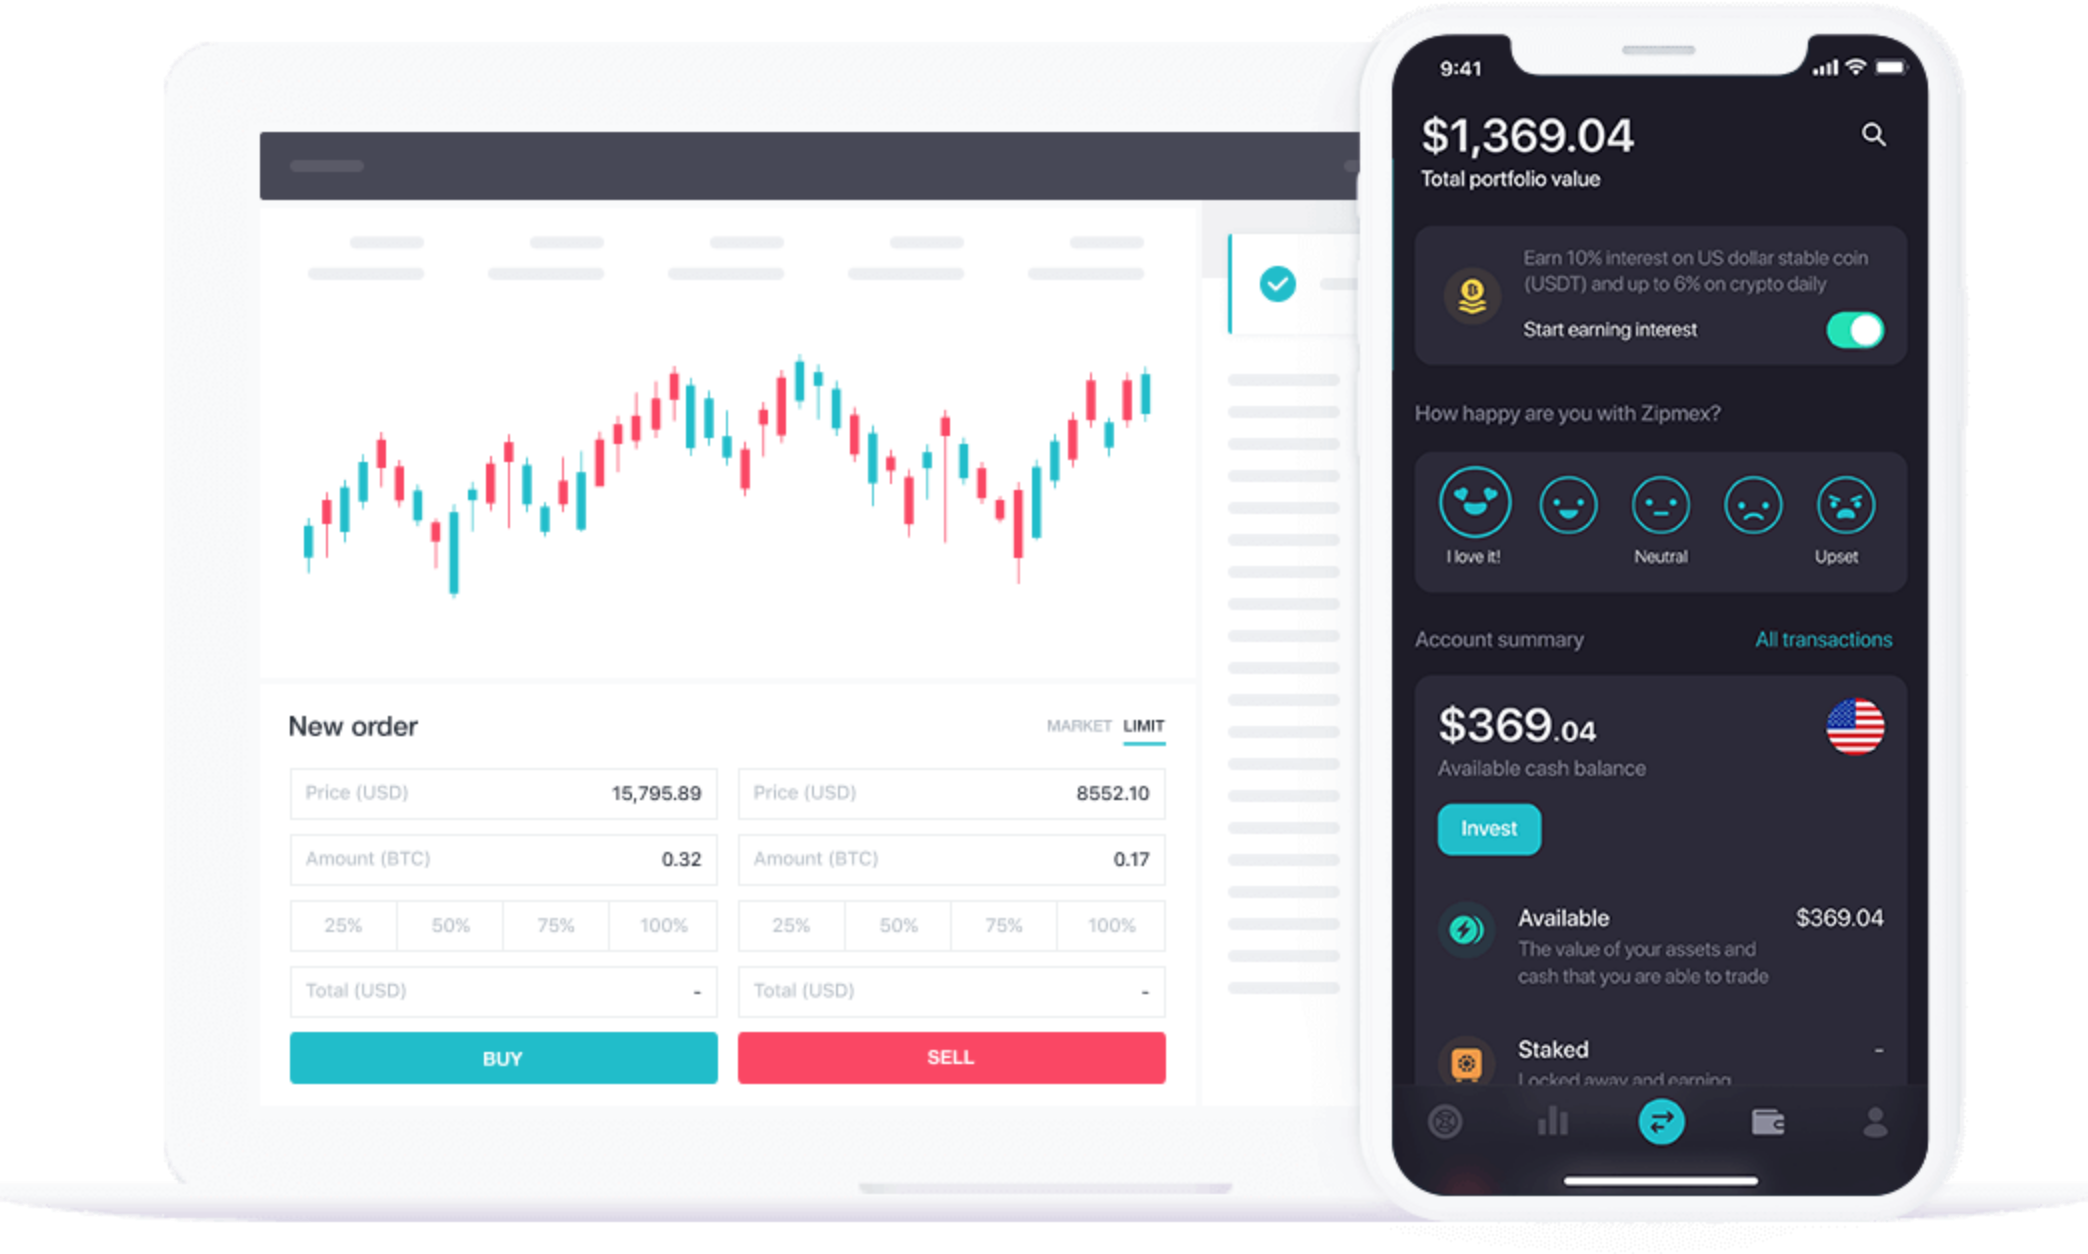 New order
MARKET LIMIT
Price (USD) 15,795.89
Price (USD) 8552.10
Amount (BTC) 0.32
Amount (BTC) 0.17
25% 50% 75% 100%
25% 50% 75% 100%
Total (USD) -
Total (USD) -
BUY
SELL
9:41
$1,369.04
Total portfolio value
Earn 10% interest on US dollar stable coin
(USDT) and up to 6% on crypto daily
Start earning interest
How happy are you with Zipmex?
I love it! Neutral Upset
Account summary All transactions
$369.04
Available cash balance
Invest
Available $369.04
The value of your assets and
cash that you are able to trade
Staked -
Locked away and earning